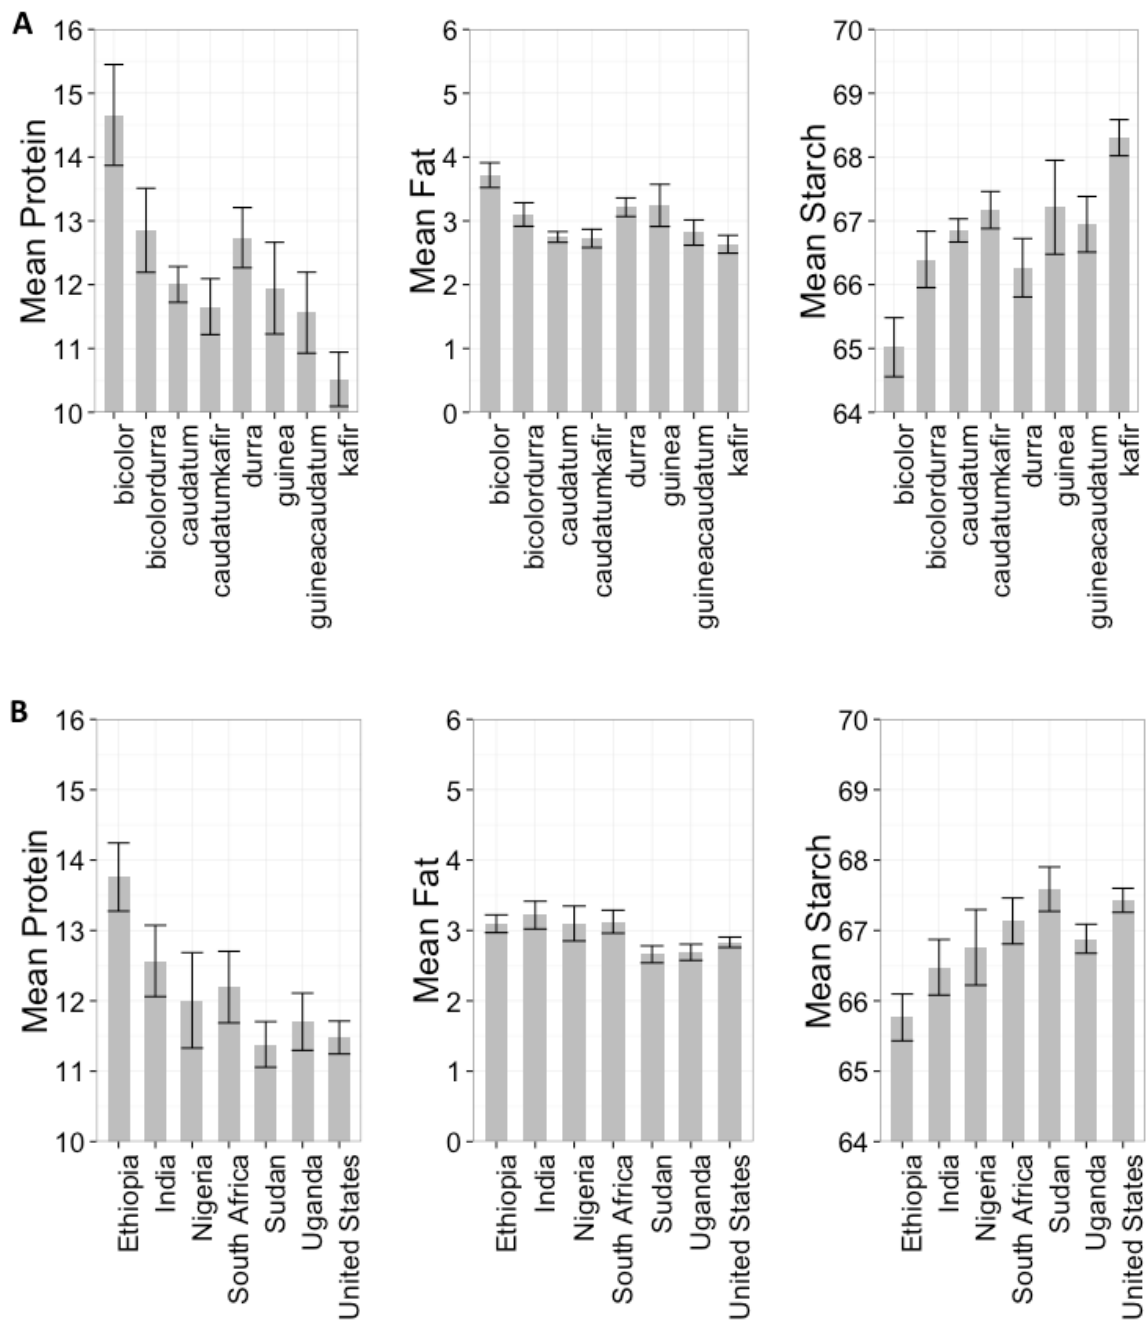 A
Mean Protein
16
15
14
13
12
11
10
bicolor
bicolordurra
caudatum
caudatumkafir
durra
guinea
guineacaudatum
kafir
Mean Fat
6
5
4
3
2
1
0
bicolor
bicolordurra
caudatum
caudatumkafir
durra
guinea
guineacaudatum
kafir
Mean Starch
70
69
68
67
66
65
64
bicolor
bicolordurra
caudatum
caudatumkafir
durra
guinea
guineacaudatum
kafir
B
Mean Protein
16
15
14
13
12
11
10
Ethiopia
India
Nigeria
South Africa
Sudan
Uganda
United States
Mean Fat
6
5
4
3
2
1
0
Ethiopia
India
Nigeria
South Africa
Sudan
Uganda
United States
Mean Starch
70
69
68
67
66
65
64
Ethiopia
India
Nigeria
South Africa
Sudan
Uganda
United States